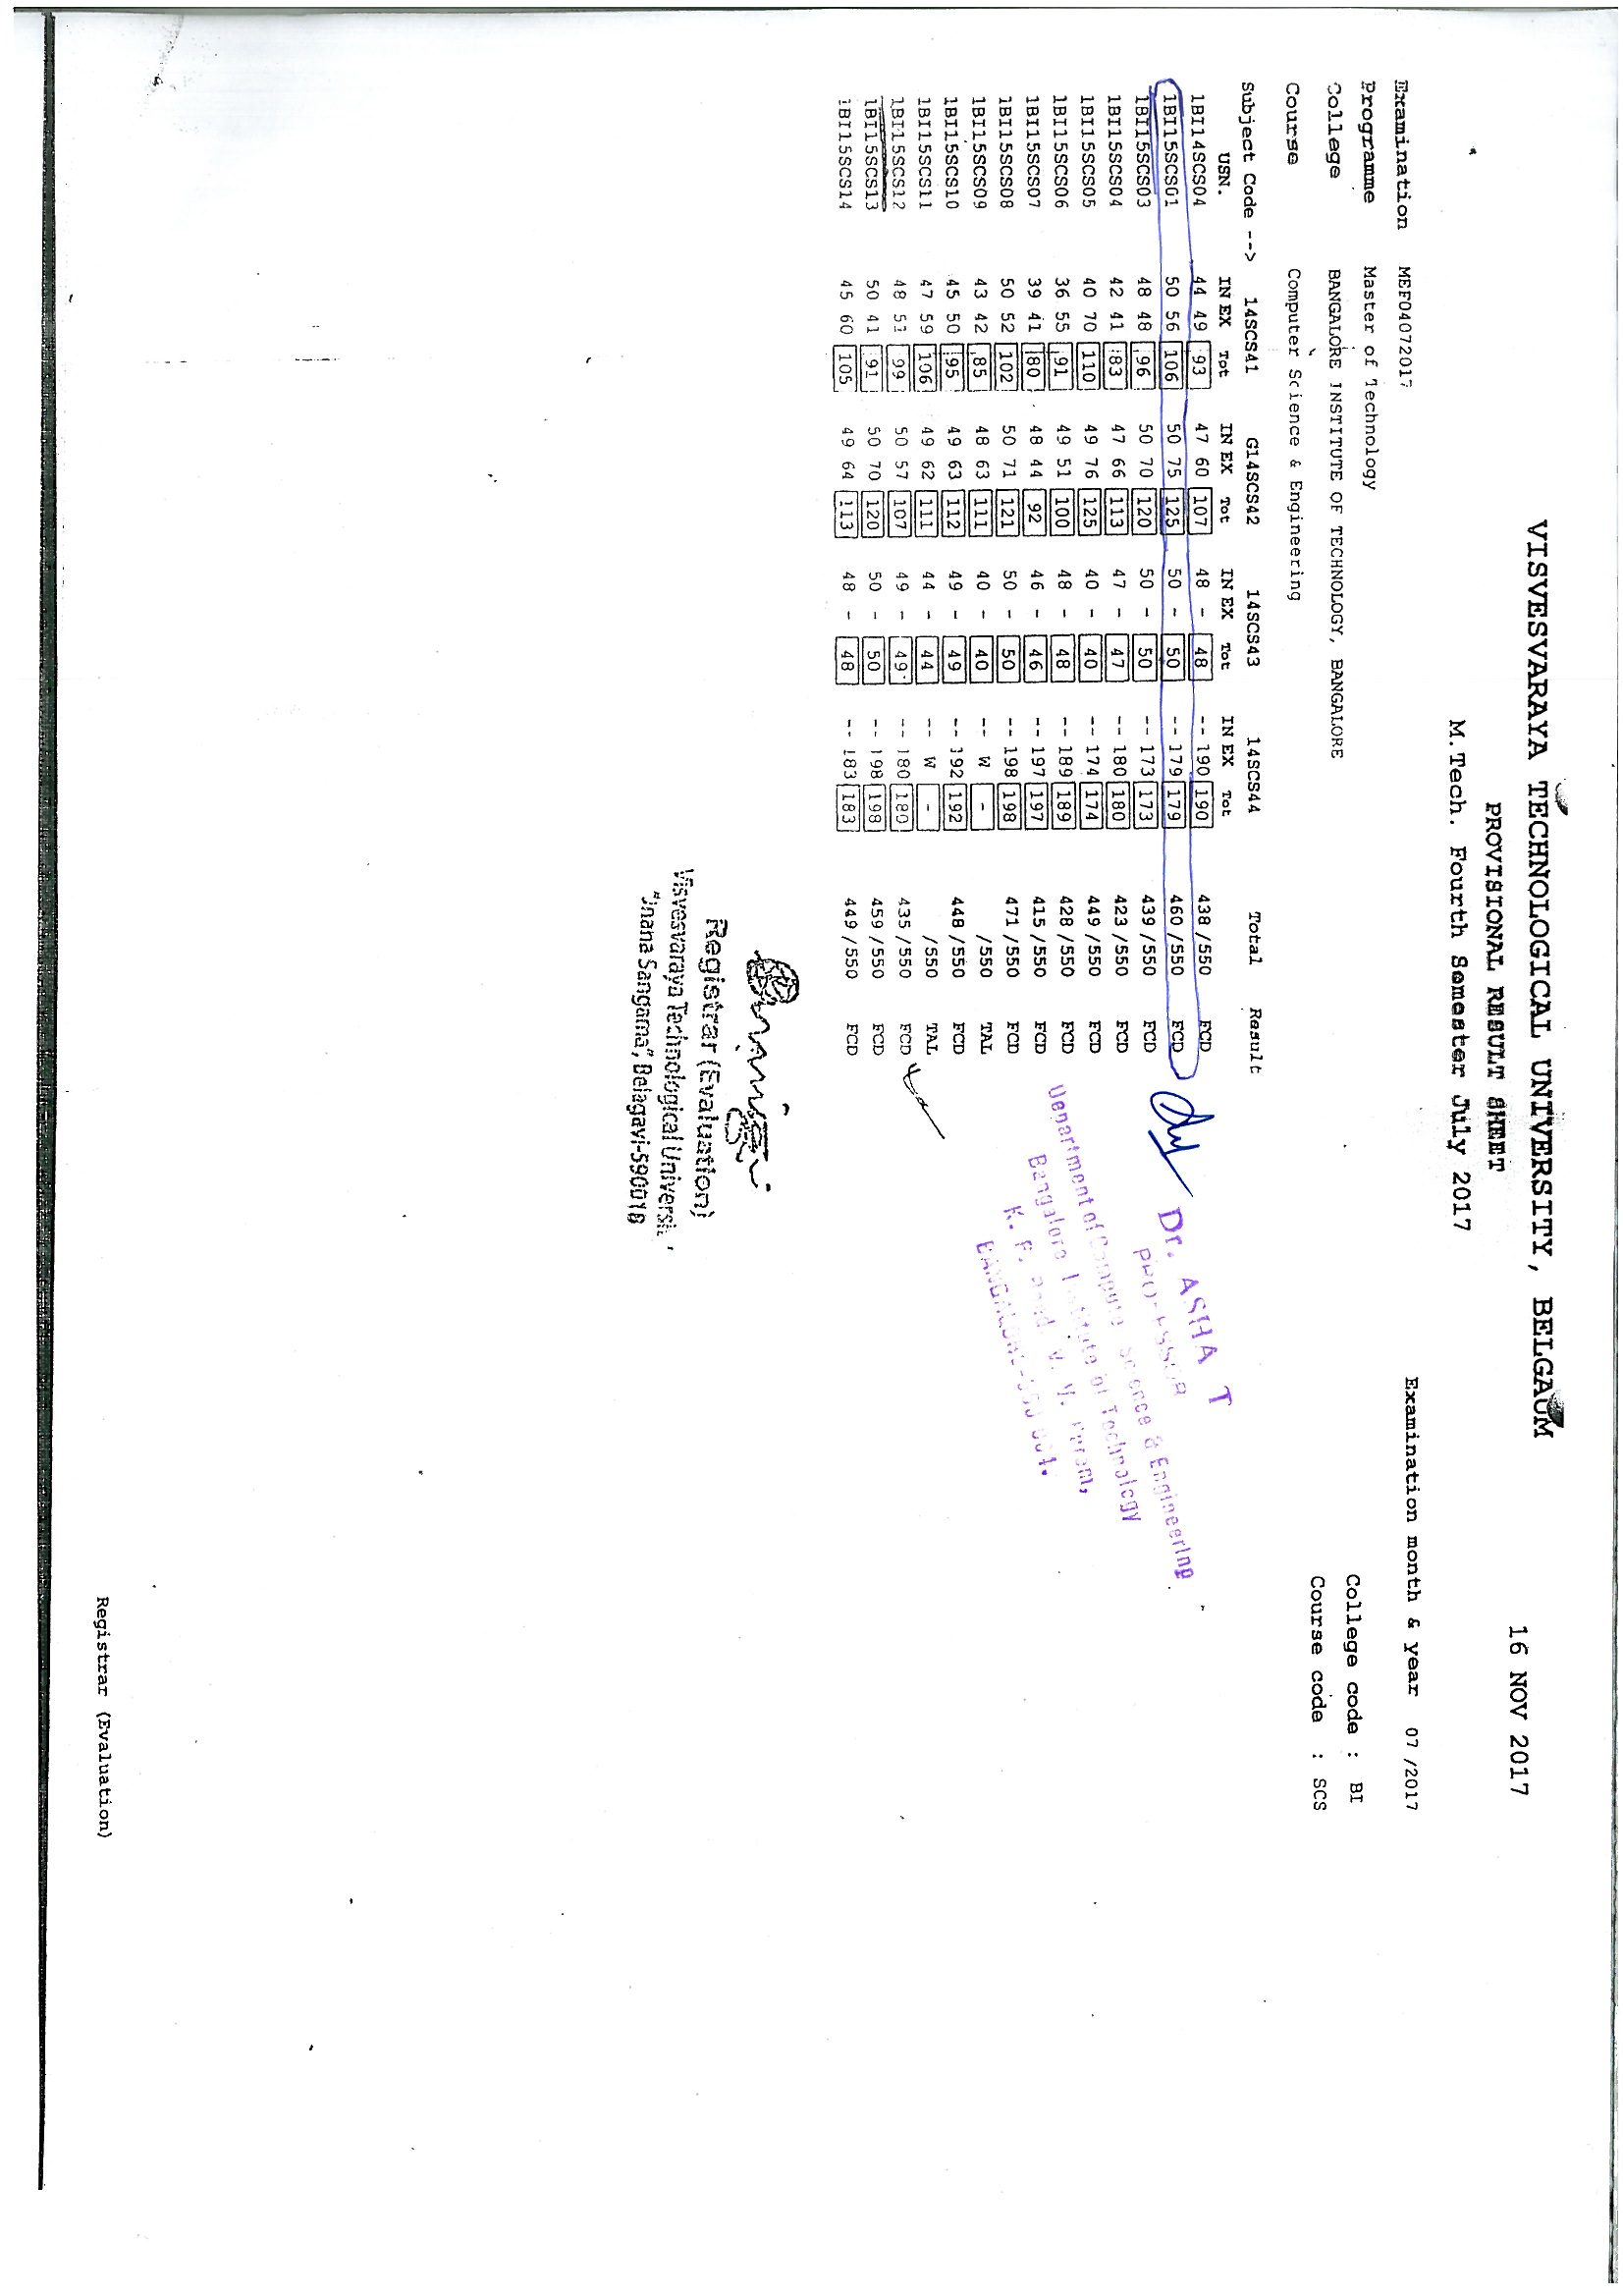 16 NOV 2017
VISVESVARAYA TECHNOLOGICAL UNIVERSITY, BELGAUM
PROVISIONAL RESULT SHEET
M.Tech. Fourth Semester July 2017
Examination MEF04072017 Examination month & year 07 /2017
Programme Master of Technology
College BANGALORE INSTITUTE OF TECHNOLOGY, BANGALORE College code : BI
Course Computer Science & Engineering Course code : SCS
Subject Code --> 14SCS41 G14SCS42 14SCS43 14SCS44 Total Result
USN. IN EX Tot IN EX Tot IN EX Tot IN EX Tot
1BI14SCS04 44 49 93 47 60 107 48 - 48 -- 190 190 438 /550 FCD
1BI15SCS01 50 56 106 50 75 125 50 - 50 -- 179 179 460 /550 FCD
1BI15SCS03 48 48 96 50 70 120 50 - 50 -- 173 173 439 /550 FCD
1BI15SCS04 42 41 83 47 66 113 47 - 47 -- 180 180 423 /550 FCD
1BI15SCS05 40 70 110 49 76 125 40 - 40 -- 174 174 449 /550 FCD
1BI15SCS06 36 55 91 49 51 100 48 - 48 -- 189 189 428 /550 FCD
1BI15SCS07 39 41 80 48 44 92 46 - 46 -- 197 197 415 /550 FCD
1BI15SCS08 50 52 102 50 71 121 50 - 50 -- 198 198 471 /550 FCD
1BI15SCS09 43 42 85 48 63 111 40 - 40 -- W - /550 TAL
1BI15SCS10 45 50 95 49 63 112 49 - 49 -- 192 192 448 /550 FCD
1BI15SCS11 47 59 106 49 62 111 44 - 44 -- W - /550 TAL
1BI15SCS12 48 51 99 50 57 107 49 - 49 -- 180 180 435 /550 FCD
1BI15SCS13 50 41 91 50 70 120 50 - 50 -- 198 198 459 /550 FCD
1BI15SCS14 45 60 105 49 64 113 48 - 48 -- 183 183 449 /550 FCD
Dr. ASHA T
PROFESSOR
Department of Computer Science & Engineering
Bangalore Institute of Technology
K. R. Road, V. V. Puram,
BANGALORE-560 004.
Registrar (Evaluation)
Visvesvaraya Technological
"Jnana Sangama", Belagavi-590018
Registrar (Evaluation)